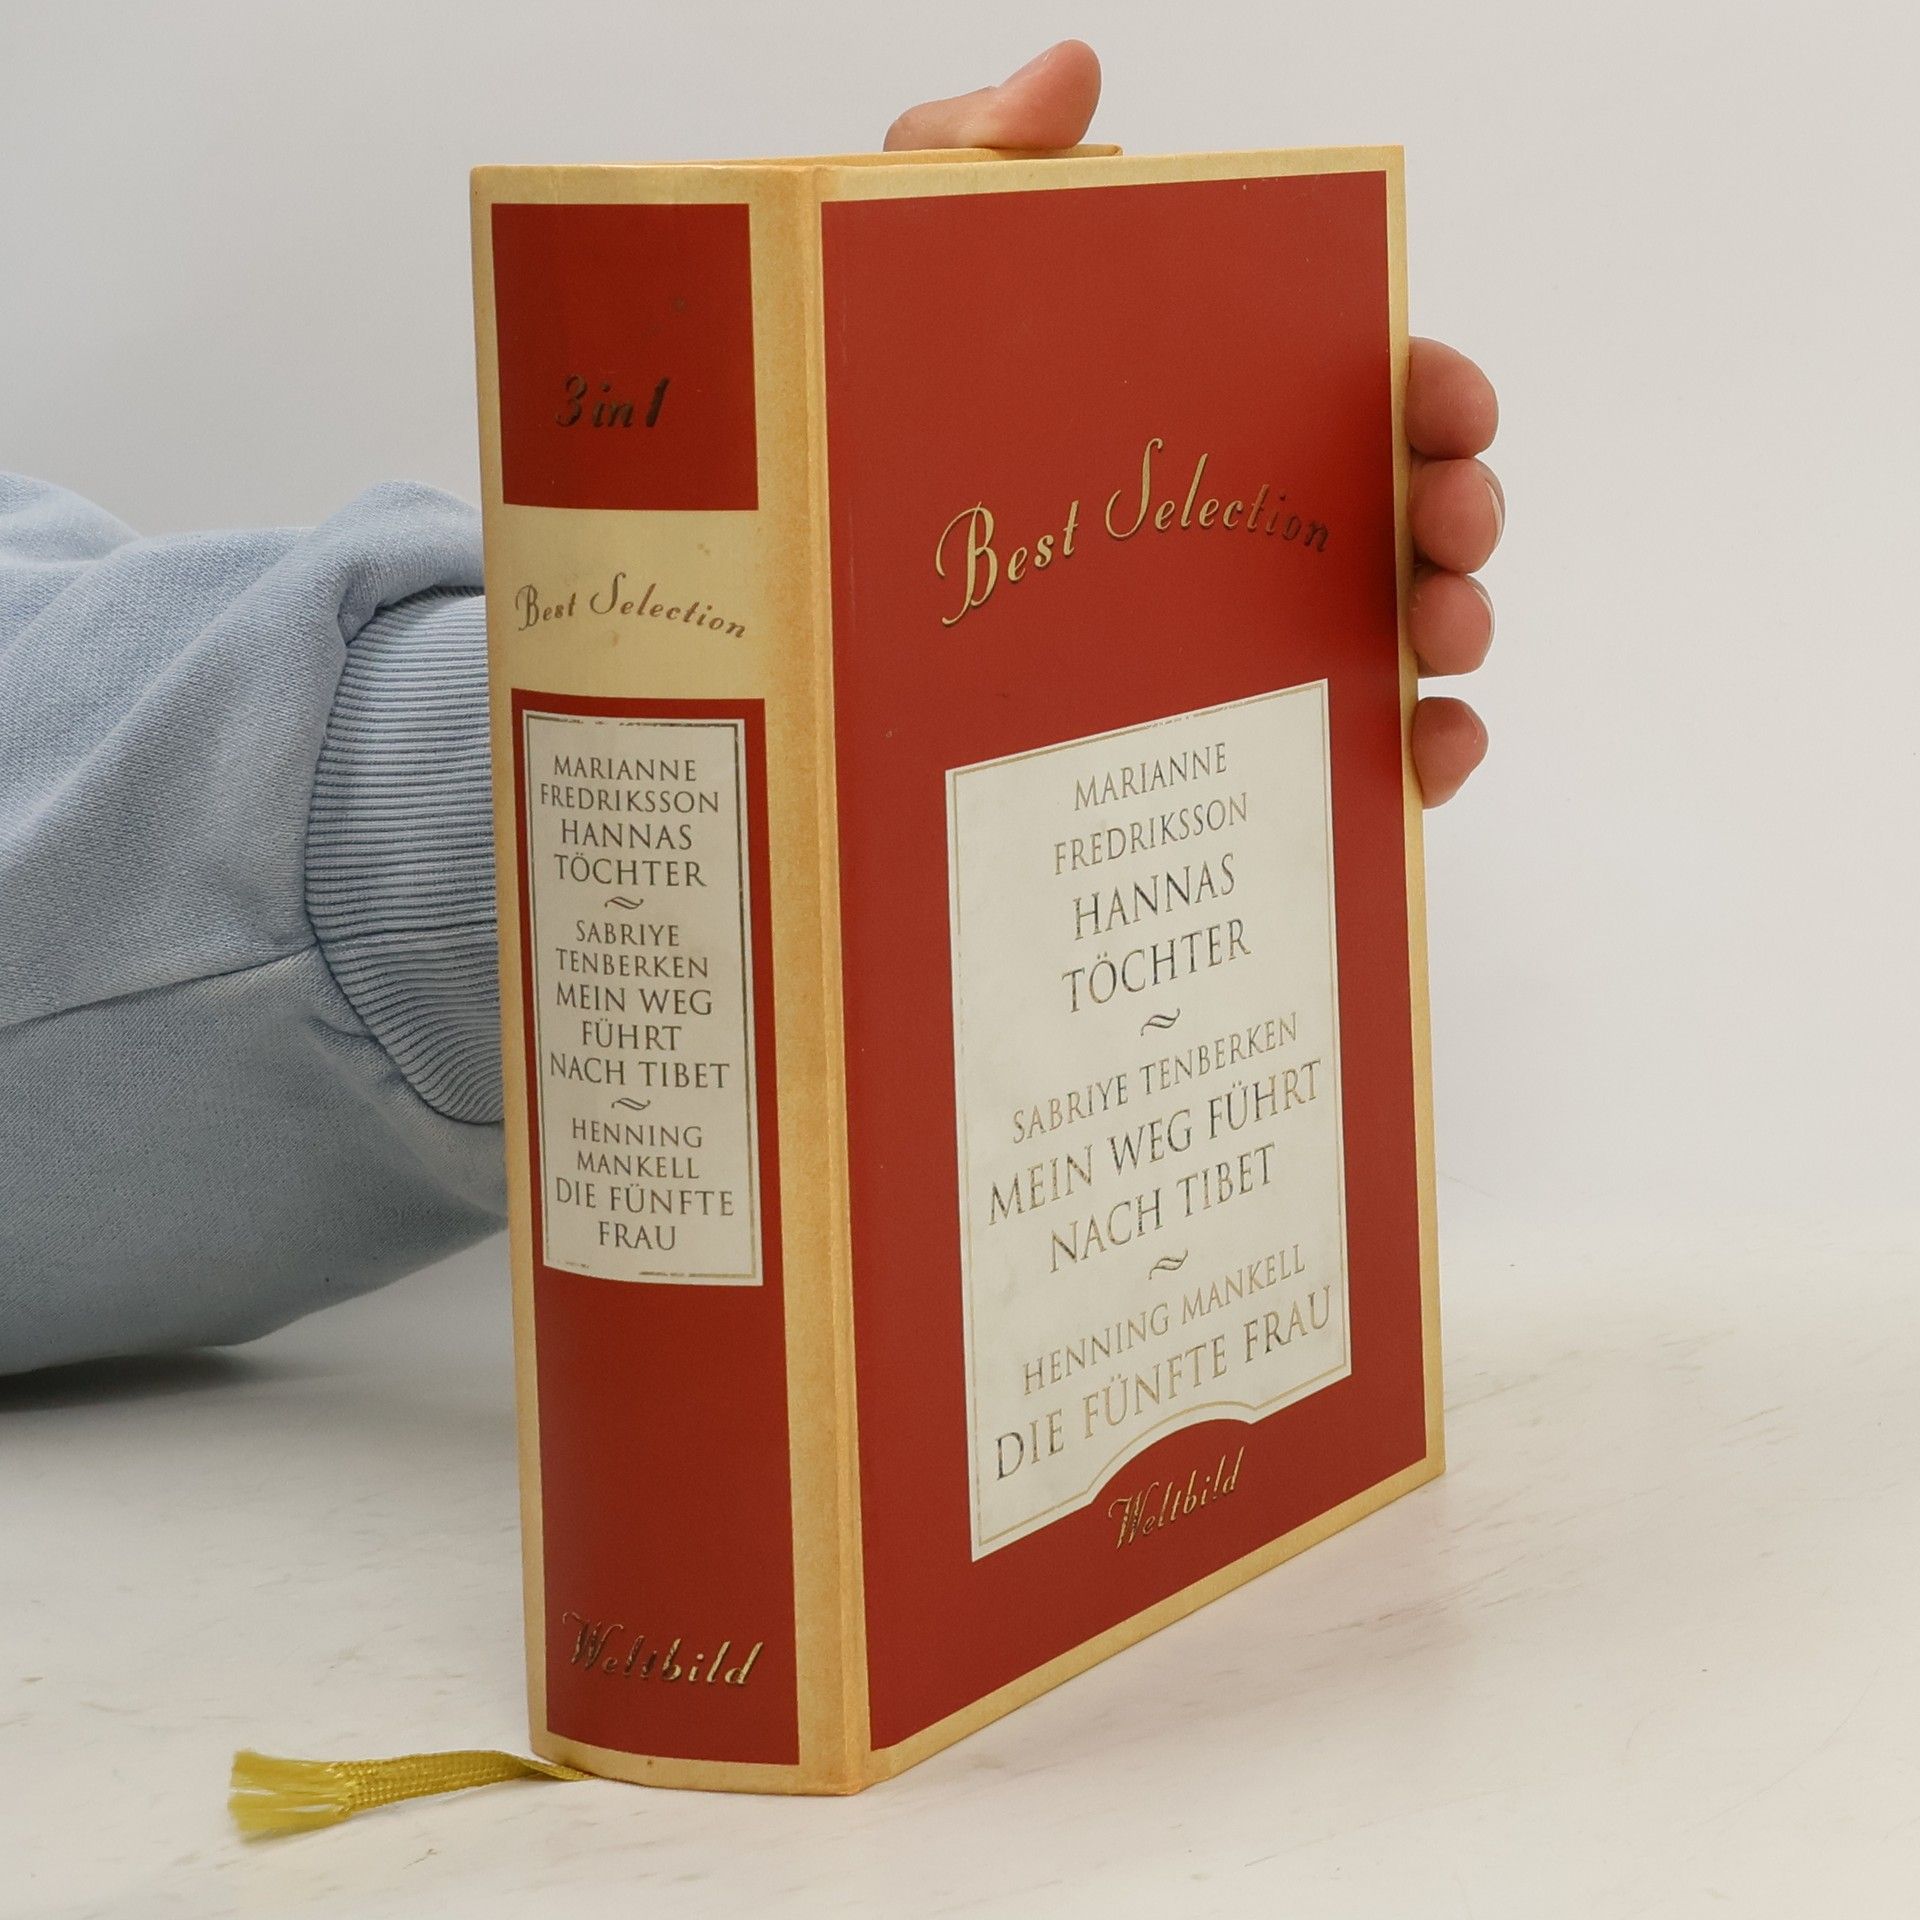 3 in 1
Best Selection
MARIANNE
FREDRIKSSON
HANNAS
TÖCHTER
~
SABRIYE
TENBERKEN
MEIN WEG
FÜHRT
NACH TIBET
~
HENNING
MANKELL
DIE FÜNFTE
FRAU
Weltbild
Best Selection
MARIANNE
FREDRIKSSON
HANNAS
TÖCHTER
~
SABRIYE TENBERKEN
MEIN WEG FÜHRT
NACH TIBET
~
HENNING MANKELL
DIE FÜNFTE FRAU
Weltbild